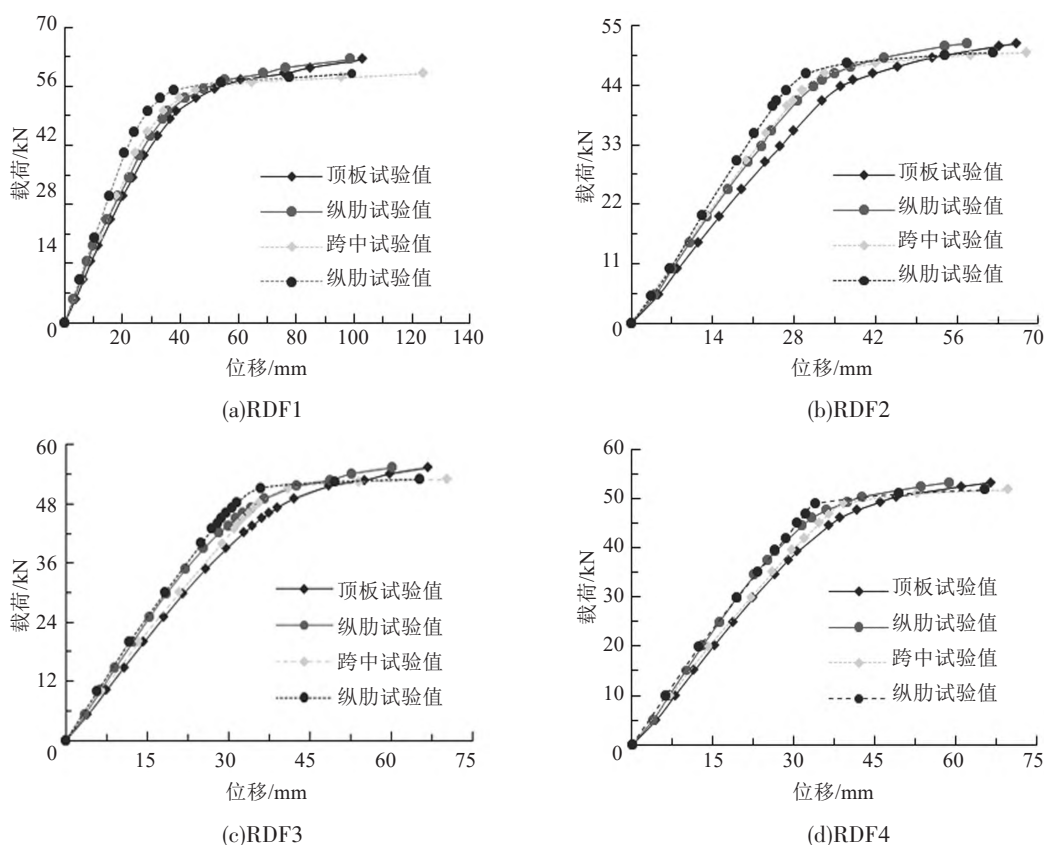 70
56
42
28
14
0
载荷/kN
顶板试验值
纵肋试验值
跨中试验值
纵肋试验值
20 40 60 80 100 120 140
位移/mm
(a)RDF1
55
44
33
22
11
0
载荷/kN
顶板试验值
纵肋试验值
跨中试验值
纵肋试验值
14 28 42 56 70
位移/mm
(b)RDF2
60
48
36
24
12
0
载荷/kN
顶板试验值
纵肋试验值
跨中试验值
纵肋试验值
15 30 45 60 75
位移/mm
(c)RDF3
60
50
40
30
20
10
0
载荷/kN
顶板试验值
纵肋试验值
跨中试验值
纵肋试验值
15 30 45 60 75
位移/mm
(d)RDF4